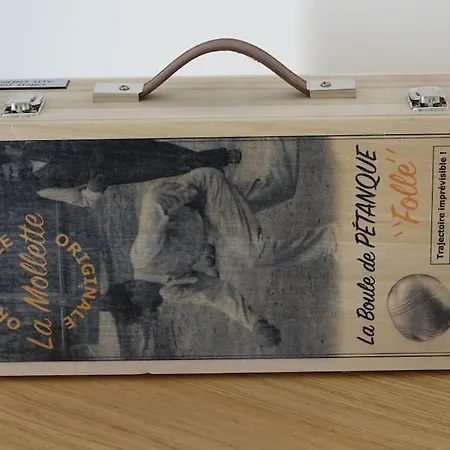 La Mollette
ORIGINALE
La Boule de PÉTANQUE
"Folle"
Trajectoire imprévisible !